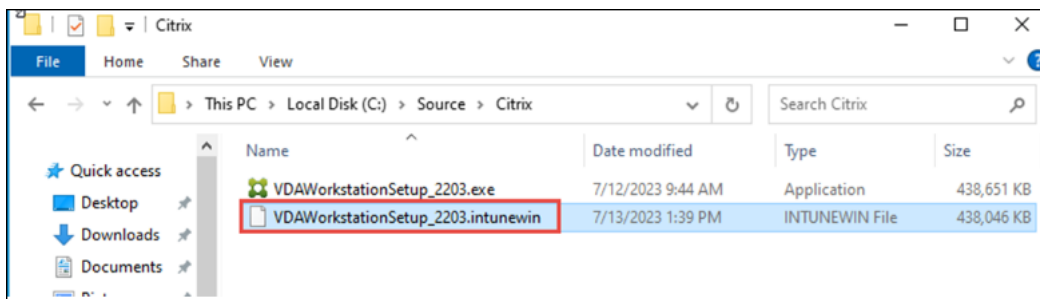 Citrix
File Home Share View
This PC > Local Disk (C:) > Source > Citrix
Search Citrix
Name Date modified Type Size
Quick access
VDAWorkstationSetup_2203.exe 7/12/2023 9:44 AM Application 438,651 KB
Desktop
VDAWorkstationSetup_2203.intunewin 7/13/2023 1:39 PM INTUNEWIN File 438,046 KB
Downloads
Documents